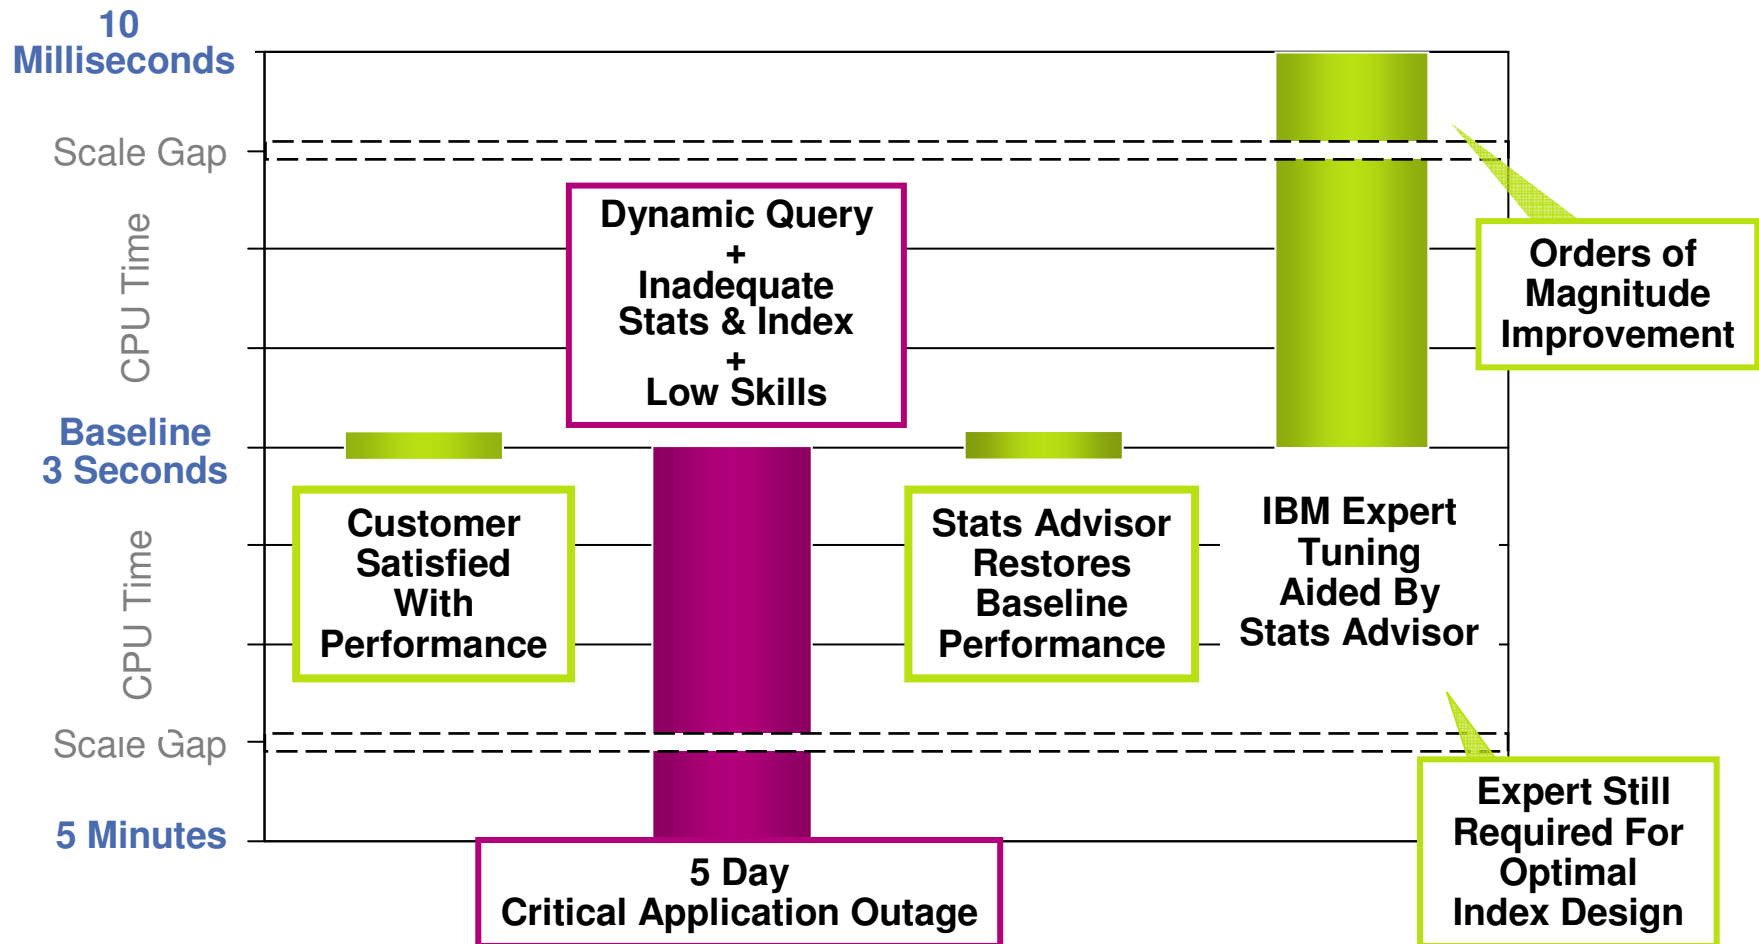 10
Milliseconds
Scale Gap
CPU Time
Baseline
3 Seconds
CPU Time
Scale Gap
5 Minutes
Dynamic Query
+
Inadequate
Stats & Index
+
Low Skills
Orders of
Magnitude
Improvement
Customer
Satisfied
With
Performance
Stats Advisor
Restores
Baseline
Performance
IBM Expert
Tuning
Aided By
Stats Advisor
5 Day
Critical Application Outage
Expert Still
Required For
Optimal
Index Design